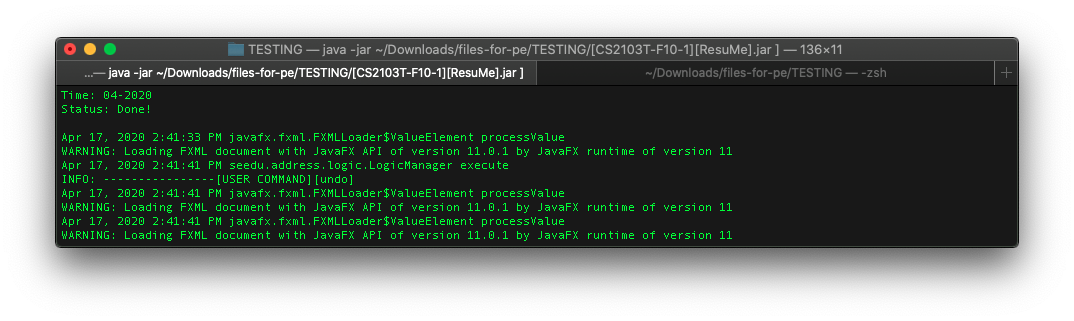 TESTING — java -jar ~/Downloads/files-for-pe/TESTING/[CS2103T-F10-1][ResuMe].jar ] — 136×11
...— java -jar ~/Downloads/files-for-pe/TESTING/[CS2103T-F10-1][ResuMe].jar ]
~/Downloads/files-for-pe/TESTING — -zsh
Time: 04-2020
Status: Done!
Apr 17, 2020 2:41:33 PM javafx.fxml.FXMLLoader$ValueElement processValue
WARNING: Loading FXML document with JavaFX API of version 11.0.1 by JavaFX runtime of version 11
Apr 17, 2020 2:41:41 PM seedu.address.logic.LogicManager execute
INFO: ----------------[USER COMMAND][undo]
Apr 17, 2020 2:41:41 PM javafx.fxml.FXMLLoader$ValueElement processValue
WARNING: Loading FXML document with JavaFX API of version 11.0.1 by JavaFX runtime of version 11
Apr 17, 2020 2:41:41 PM javafx.fxml.FXMLLoader$ValueElement processValue
WARNING: Loading FXML document with JavaFX API of version 11.0.1 by JavaFX runtime of version 11